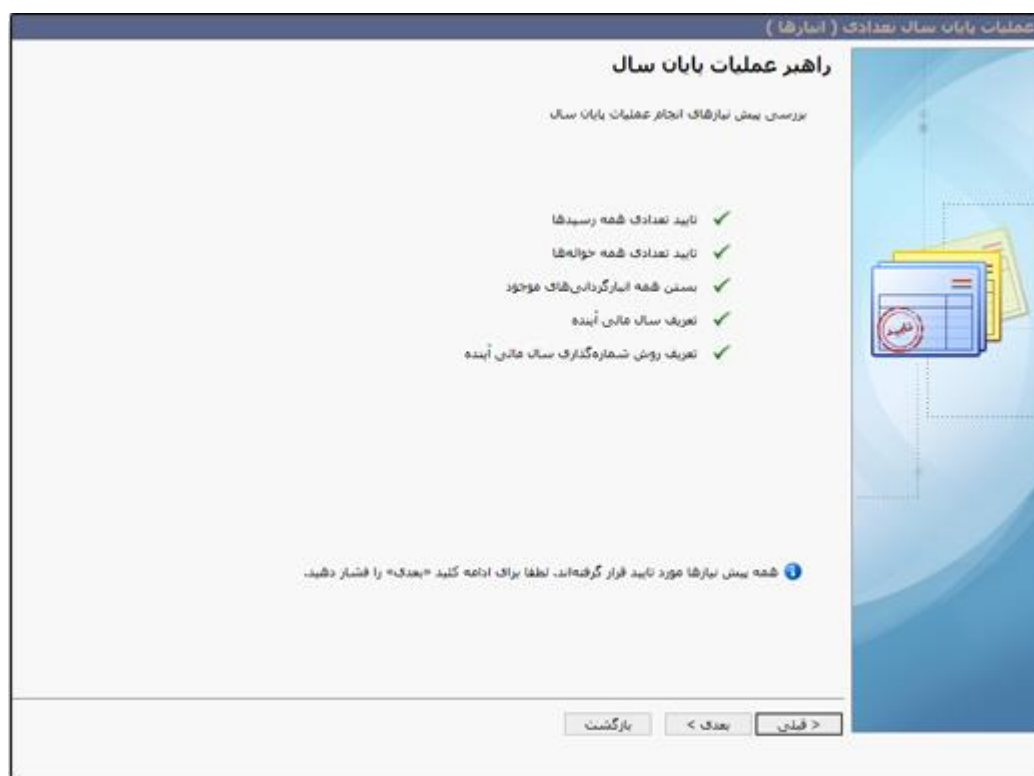 عملیات پایان سال تعدادی ( انبارها )
راهبر عملیات پایان سال
بررسی پیش نیازهای انجام عملیات پایان سال
تایید تعدادی همه رسیدها
تایید تعدادی همه حواله‌ها
بستن همه انبارگردانی‌های موجود
تعریف سال مالی آینده
تعریف روش شماره‌گذاری سال مالی آینده
تایید
همه پیش نیازها مورد تایید قرار گرفته‌اند. لطفا برای ادامه کلید «بعدی» را فشار دهید.
< قبلی
بعدی >
بازگشت